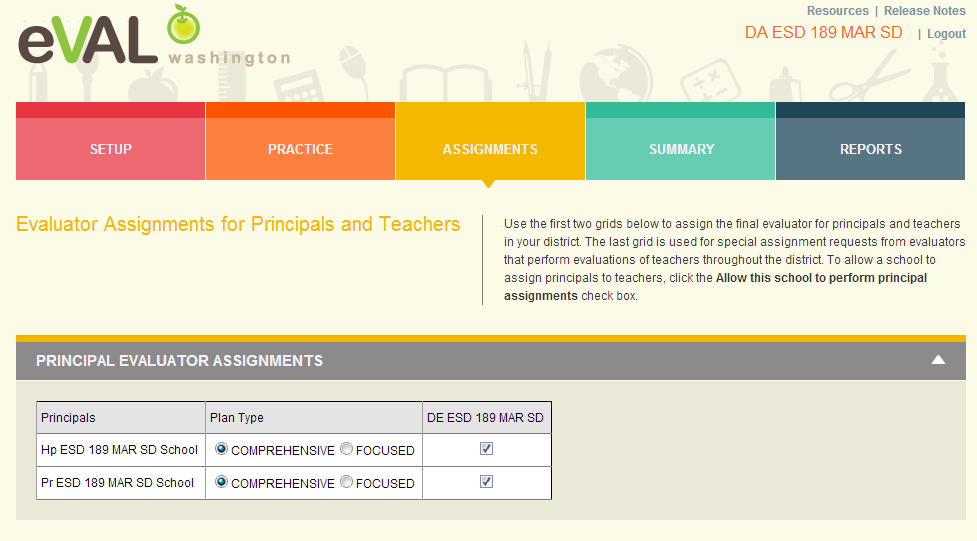 Resources | Release Notes
eVAL washington
DA ESD 189 MAR SD | Logout
SETUP
PRACTICE
ASSIGNMENTS
SUMMARY
REPORTS
Evaluator Assignments for Principals and Teachers
Use the first two grids below to assign the final evaluator for principals and teachers
in your district. The last grid is used for special assignment requests from evaluators
that perform evaluations of teachers throughout the district. To allow a school to
assign principals to teachers, click the Allow this school to perform principal
assignments check box.
PRINCIPAL EVALUATOR ASSIGNMENTS
Principals Plan Type DE ESD 189 MAR SD
Hp ESD 189 MAR SD School COMPREHENSIVE FOCUSED
Pr ESD 189 MAR SD School COMPREHENSIVE FOCUSED